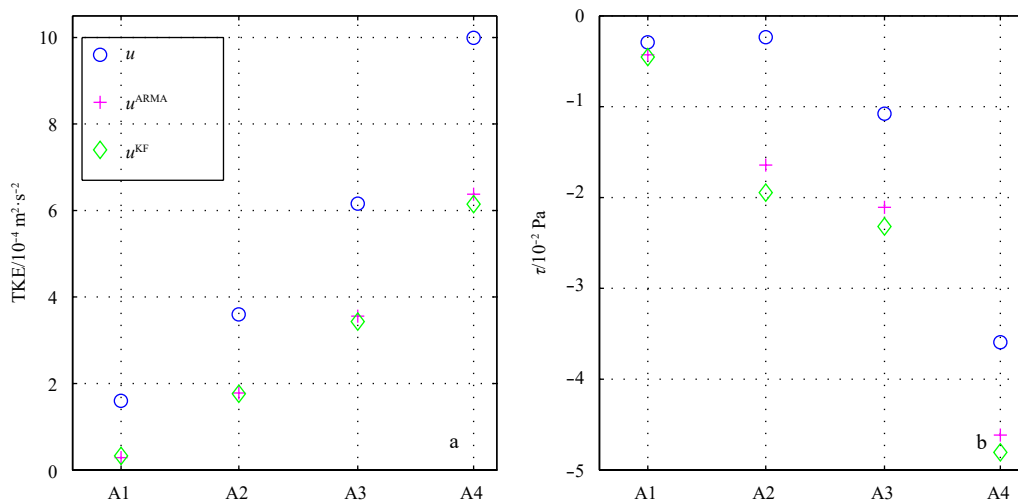 10
8
6
4
2
0
TKE/10⁻⁴ m²·s⁻²
u
u^ARMA
u^KF
a
A1 A2 A3 A4
0
−1
−2
−3
−4
−5
τ/10⁻² Pa
b
A1 A2 A3 A4